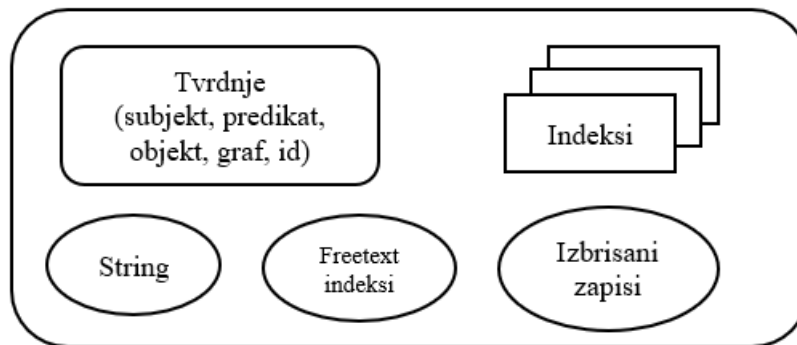 Tvrdnje
(subjekt, predikat,
objekt, graf, id)
Indeksi
String
Freetext
indeksi
Izbrisani
zapisi